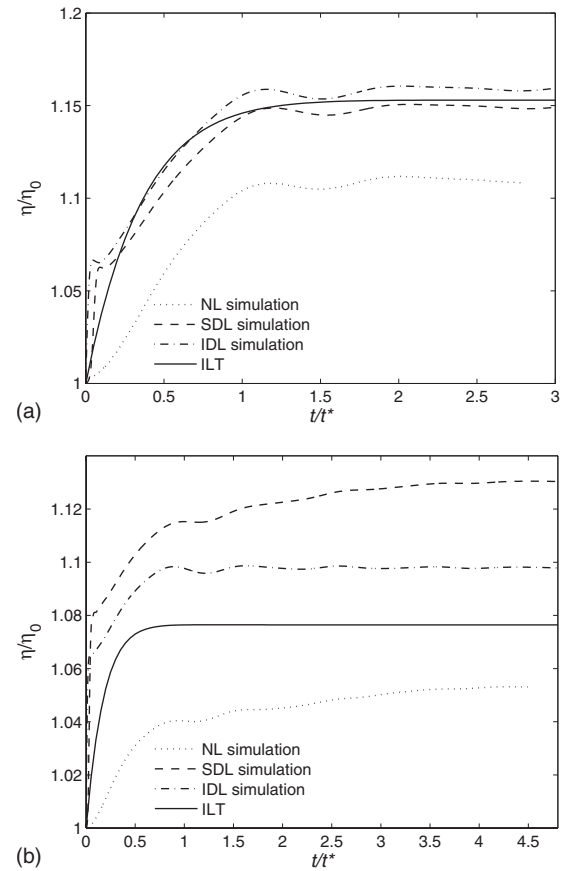 1.2
1.15
1.1
1.05
1
η/η0
NL simulation
SDL simulation
IDL simulation
ILT
0 0.5 1 1.5 2 2.5 3
(a)
t/t*
1.12
1.1
1.08
1.06
1.04
1.02
1
η/η0
NL simulation
SDL simulation
IDL simulation
ILT
0 0.5 1 1.5 2 2.5 3 3.5 4 4.5
(b)
t/t*